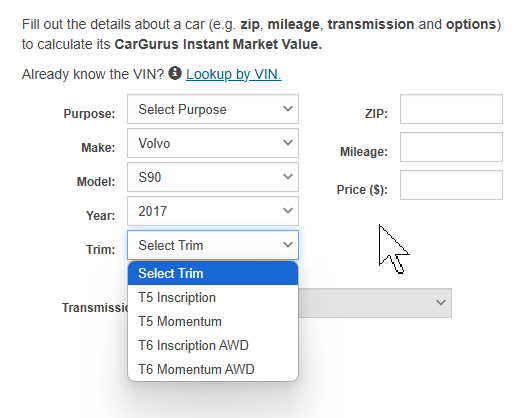 Fill out the details about a car (e.g. zip, mileage, transmission and options)
to calculate its CarGurus Instant Market Value.
Already know the VIN? Lookup by VIN.
Purpose: Select Purpose ZIP:
Make: Volvo Mileage:
Model: S90 Price ($):
Year: 2017
Trim: Select Trim
Select Trim
T5 Inscription
T5 Momentum
T6 Inscription AWD
T6 Momentum AWD